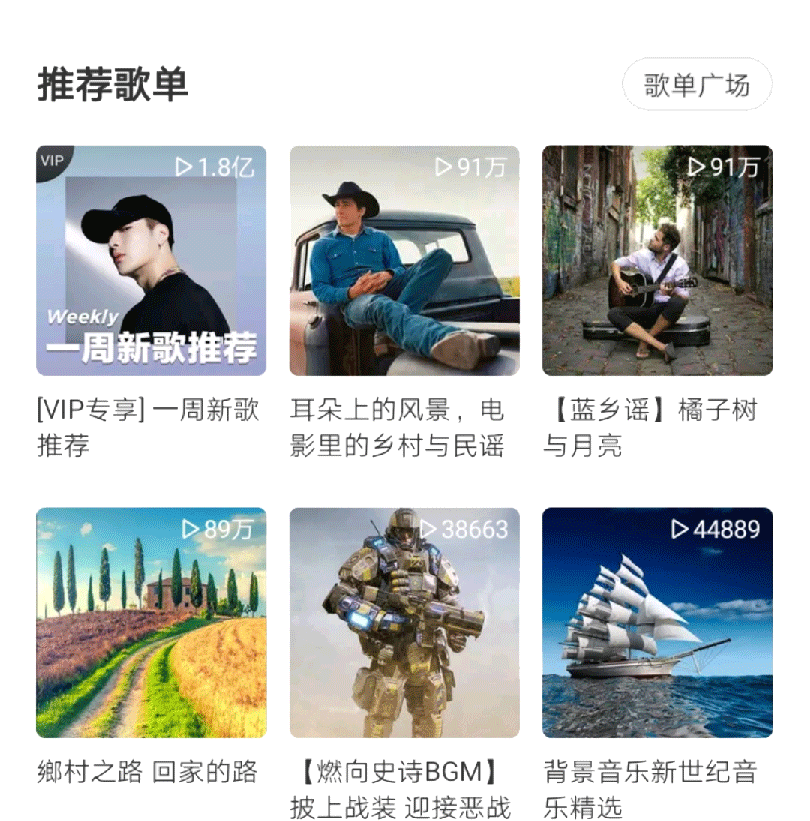 推荐歌单
歌单广场
VIP
1.8亿
Weekly
一周新歌推荐
91万
91万
[VIP专享] 一周新歌
推荐
耳朵上的风景，电
影里的乡村与民谣
【蓝乡谣】橘子树
与月亮
89万
38663
44889
鄉村之路 回家的路
【燃向史诗BGM】
披上战装 迎接恶战
背景音乐新世纪音
乐精选